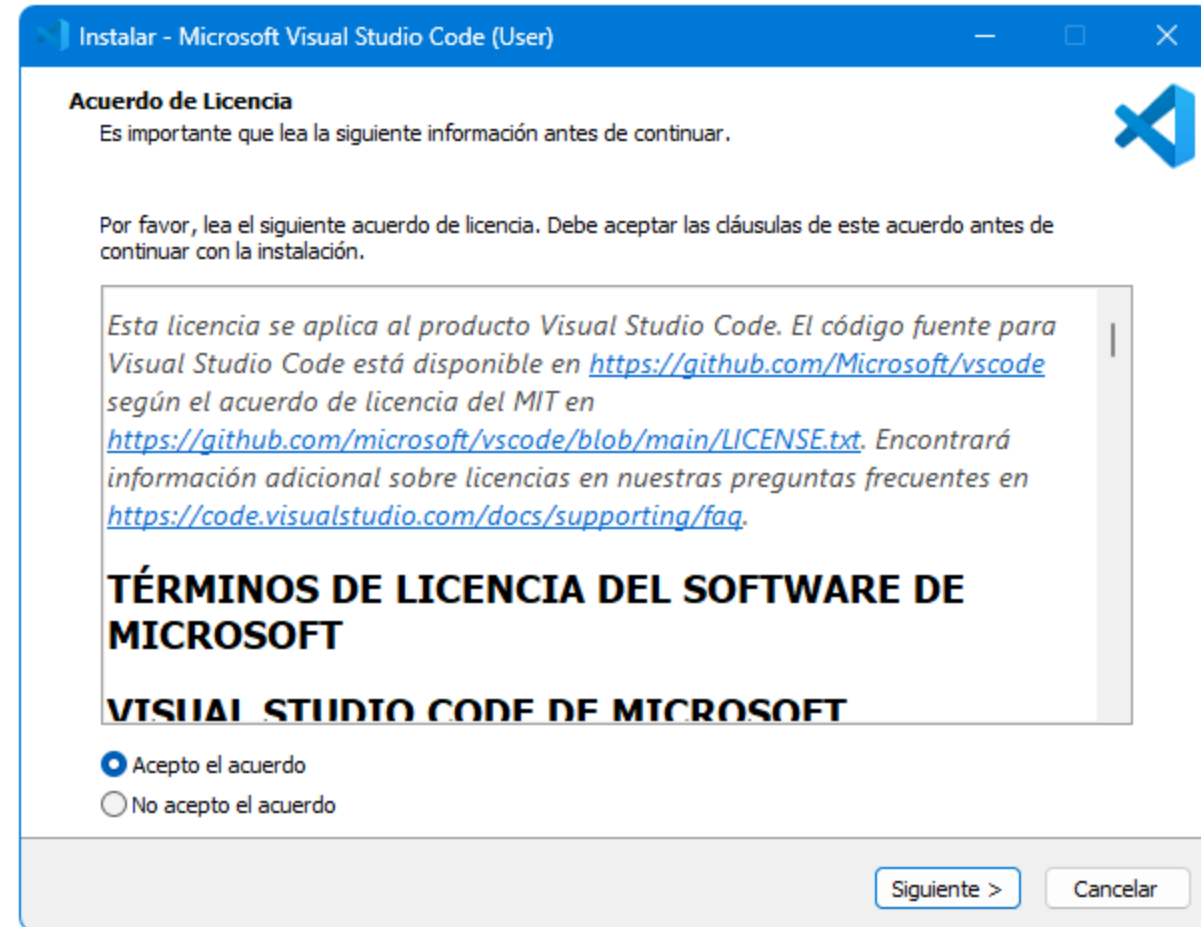 Instalar - Microsoft Visual Studio Code (User)
Acuerdo de Licencia
Es importante que lea la siguiente información antes de continuar.
Por favor, lea el siguiente acuerdo de licencia. Debe aceptar las cláusulas de este acuerdo antes de
continuar con la instalación.
Esta licencia se aplica al producto Visual Studio Code. El código fuente para
Visual Studio Code está disponible en https://github.com/Microsoft/vscode
según el acuerdo de licencia del MIT en
https://github.com/microsoft/vscode/blob/main/LICENSE.txt. Encontrará
información adicional sobre licencias en nuestras preguntas frecuentes en
https://code.visualstudio.com/docs/supporting/faq.
TÉRMINOS DE LICENCIA DEL SOFTWARE DE
MICROSOFT
VISUAL STUDIO CODE DE MICROSOFT
Acepto el acuerdo
No acepto el acuerdo
Siguiente >
Cancelar